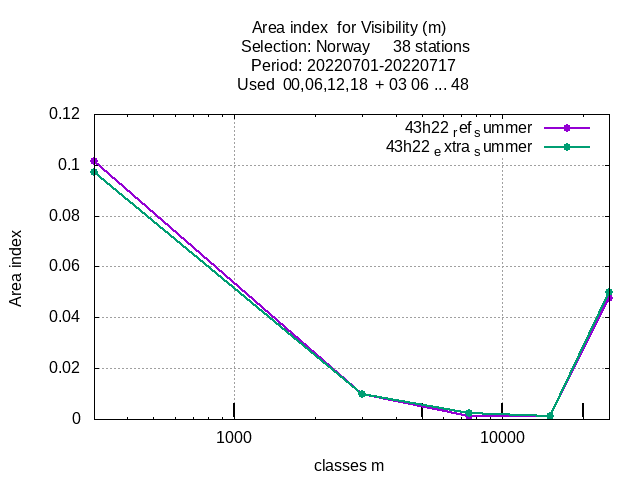 Area index  for Visibility (m)
Selection: Norway     38 stations
Period: 20220701-20220717
Used  00,06,12,18  + 03 06 ... 48
43h22 ref summer
43h22 extra summer
0.12
0.1
0.08
0.06
0.04
0.02
0
Area index
1000
10000
classes m